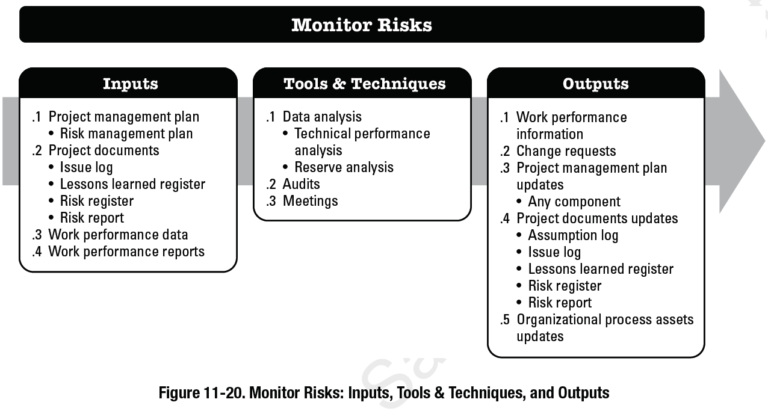 Monitor Risks
Inputs
.1 Project management plan
• Risk management plan
.2 Project documents
• Issue log
• Lessons learned register
• Risk register
• Risk report
.3 Work performance data
.4 Work performance reports
Tools & Techniques
.1 Data analysis
• Technical performance
analysis
• Reserve analysis
.2 Audits
.3 Meetings
Outputs
.1 Work performance
information
.2 Change requests
.3 Project management plan
updates
• Any component
.4 Project documents updates
• Assumption log
• Issue log
• Lessons learned register
• Risk register
• Risk report
.5 Organizational process assets
updates
Figure 11-20. Monitor Risks: Inputs, Tools & Techniques, and Outputs